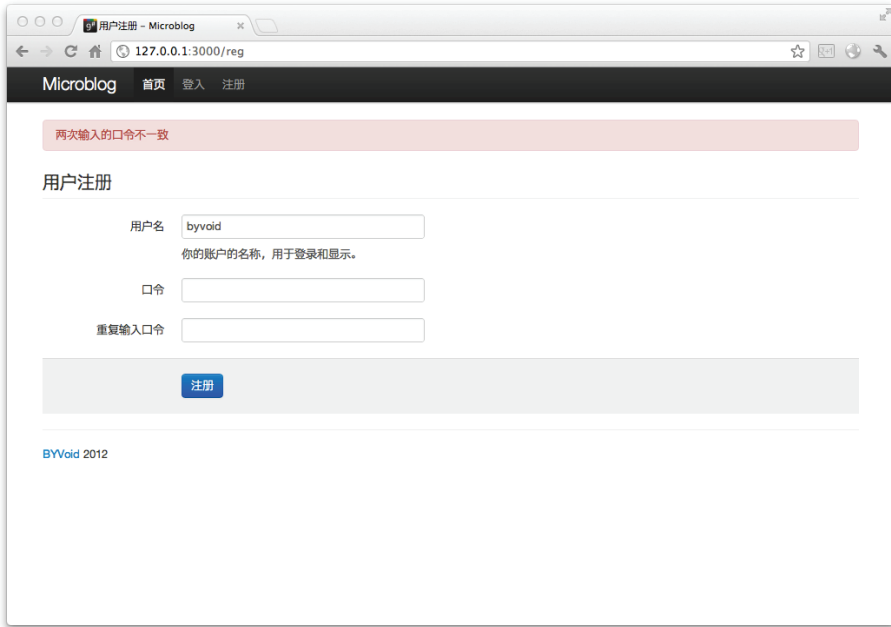 用户注册 - Microblog
127.0.0.1:3000/reg
Microblog 首页 登入 注册
两次输入的口令不一致
用户注册
用户名 byvoid
你的账户的名称，用于登录和显示。
口令
重复输入口令
注册
BYVoid 2012